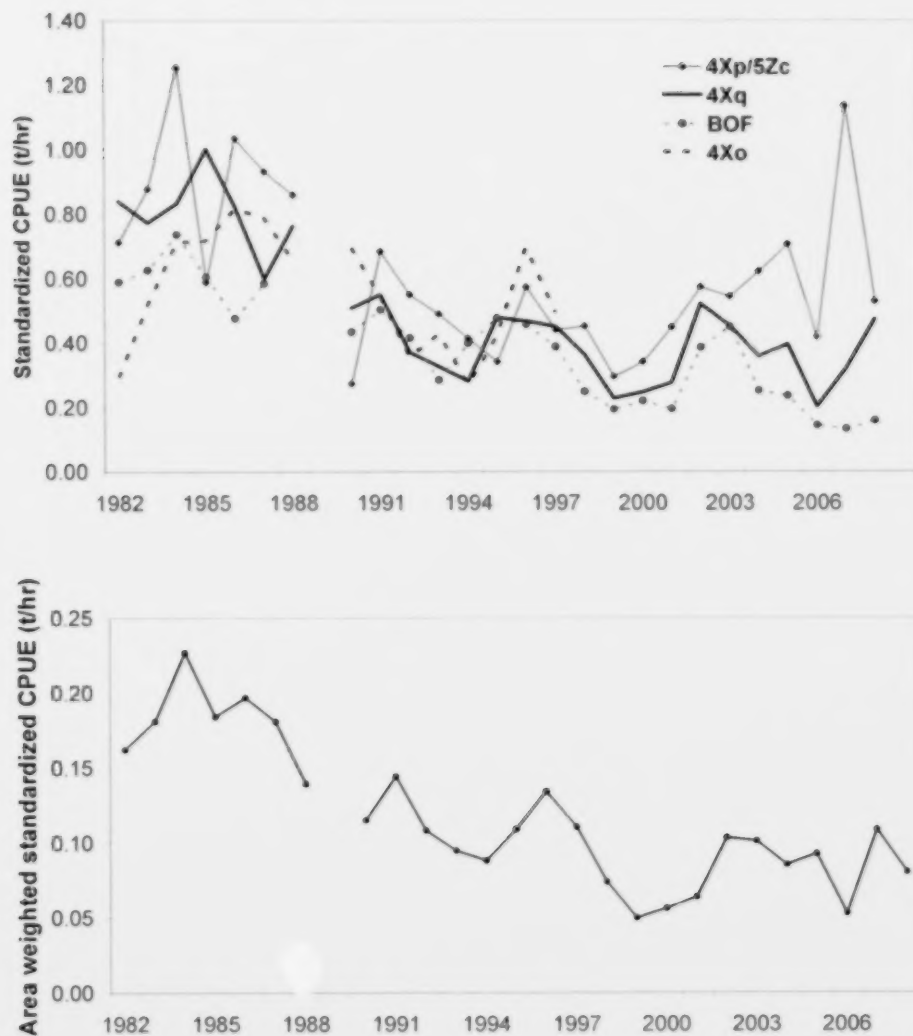 Standardized CPUE (t/hr)
1.40
1.20
1.00
0.80
0.60
0.40
0.20
0.00
4Xp/5Zc
4Xq
BOF
4Xo
1982 1985 1988 1991 1994 1997 2000 2003 2006
Area weighted standardized CPUE (t/hr)
0.25
0.20
0.15
0.10
0.05
0.00
1982 1985 1988 1991 1994 1997 2000 2003 2006